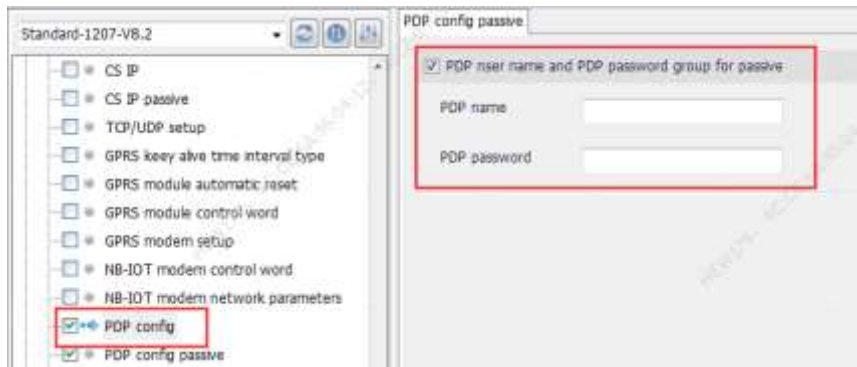 Standard-1207-V8.2
CS IP
CS IP passive
TCP/UDP setup
GPRS keey alve time interval type
GPRS module automatic reset
GPRS module control word
GPRS modem setup
NB-IOT modem control word
NB-IOT modem network parameters
PDP config
PDP config passive
PDP config passive
PDP nser name and PDP password group for passive
PDP name
PDP password